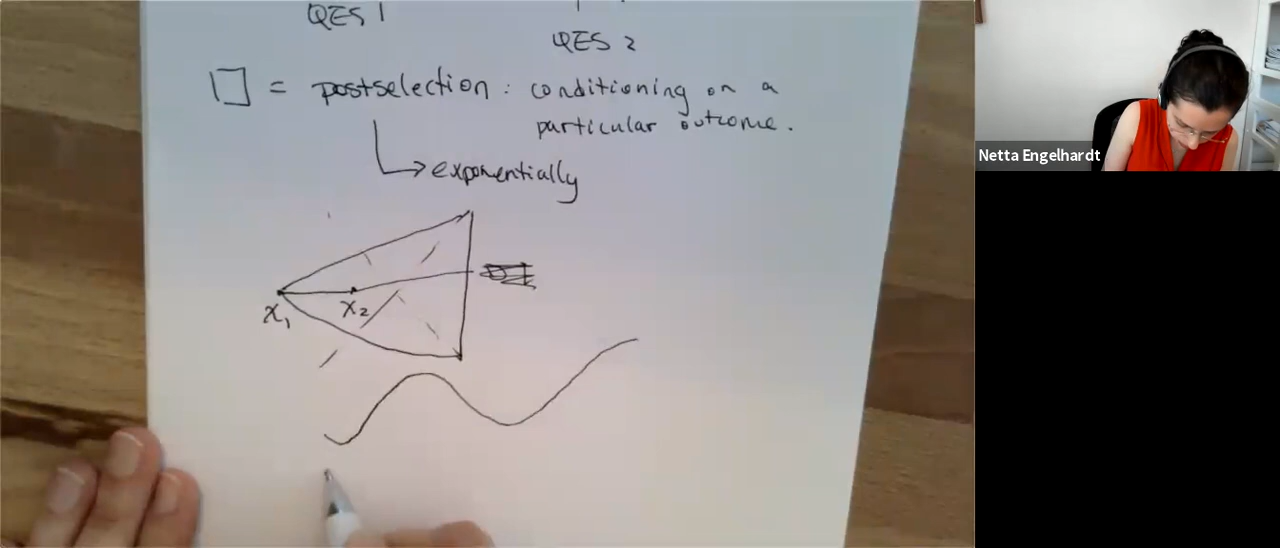 QES 1
QES 2
= postselection : conditioning on a
particular outcome.
→ exponentially
x₁
x₂
Netta Engelhardt